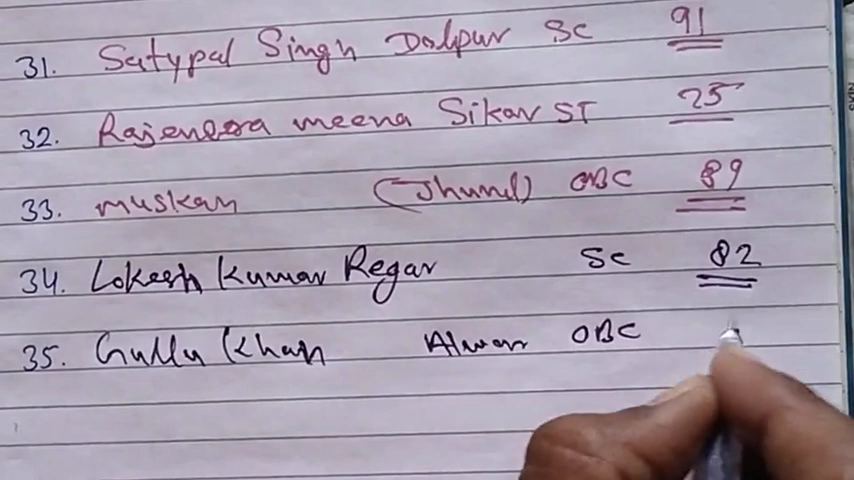 31. Satypal Singh Dolpur SC 91
32. Rajendra meena Sikar ST 25
33. muskan (Jhunul) OBC 89
34. Lokesh Kumar Regar SC 82
35. Gullu Khan Alwar OBC